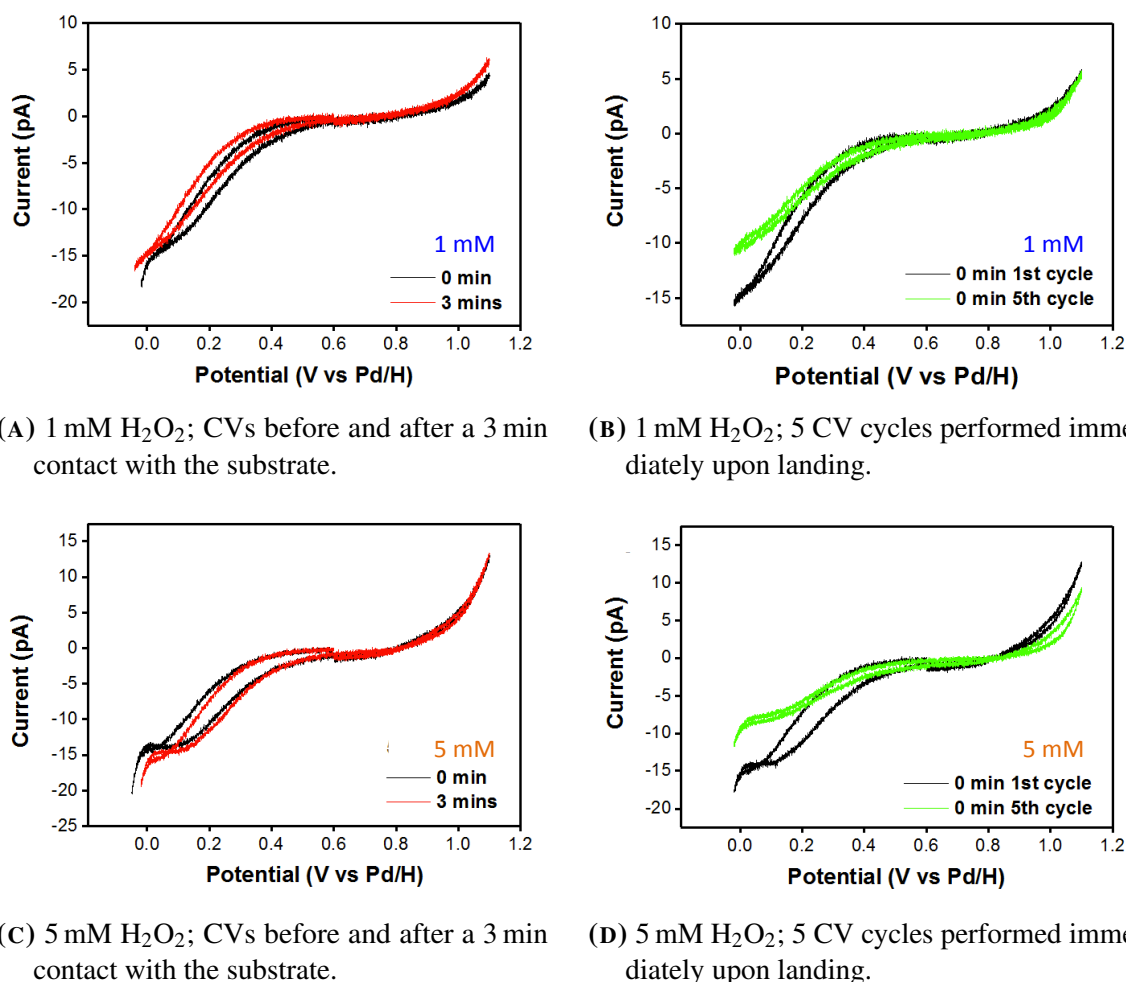 10
5
0
-5
-10
-15
-20
Current (pA)
1 mM
0 min
3 mins
0.0 0.2 0.4 0.6 0.8 1.0 1.2
Potential (V vs Pd/H)
10
5
0
-5
-10
-15
Current (pA)
1 mM
0 min 1st cycle
0 min 5th cycle
0.0 0.2 0.4 0.6 0.8 1.0 1.2
Potential (V vs Pd/H)
(A) 1 mM H₂O₂; CVs before and after a 3 min
contact with the substrate.
(B) 1 mM H₂O₂; 5 CV cycles performed imme
diately upon landing.
15
10
5
0
-5
-10
-15
-20
-25
Current (pA)
5 mM
0 min
3 mins
0.0 0.2 0.4 0.6 0.8 1.0 1.2
Potential (V vs Pd/H)
15
10
5
0
-5
-10
-15
-20
Current (pA)
5 mM
0 min 1st cycle
0 min 5th cycle
0.0 0.2 0.4 0.6 0.8 1.0 1.2
Potential (V vs Pd/H)
(C) 5 mM H₂O₂; CVs before and after a 3 min
contact with the substrate.
(D) 5 mM H₂O₂; 5 CV cycles performed imme
diately upon landing.